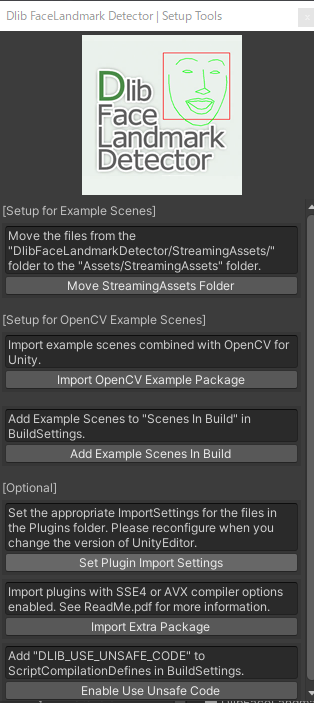 Dlib FaceLandmark Detector | Setup Tools
Dlib
Face
Landmark
Detector
[Setup for Example Scenes]
Move the files from the
"DlibFaceLandmarkDetector/StreamingAssets/"
folder to the "Assets/StreamingAssets" folder.
Move StreamingAssets Folder
[Setup for OpenCV Example Scenes]
Import example scenes combined with OpenCV for
Unity.
Import OpenCV Example Package
Add Example Scenes to "Scenes In Build" in
BuildSettings.
Add Example Scenes In Build
[Optional]
Set the appropriate ImportSettings for the files in
the Plugins folder. Please reconfigure when you
change the version of UnityEditor.
Set Plugin Import Settings
Import plugins with SSE4 or AVX compiler options
enabled. See ReadMe.pdf for more information.
Import Extra Package
Add "DLIB_USE_UNSAFE_CODE" to
ScriptCompilationDefines in BuildSettings.
Enable Use Unsafe Code